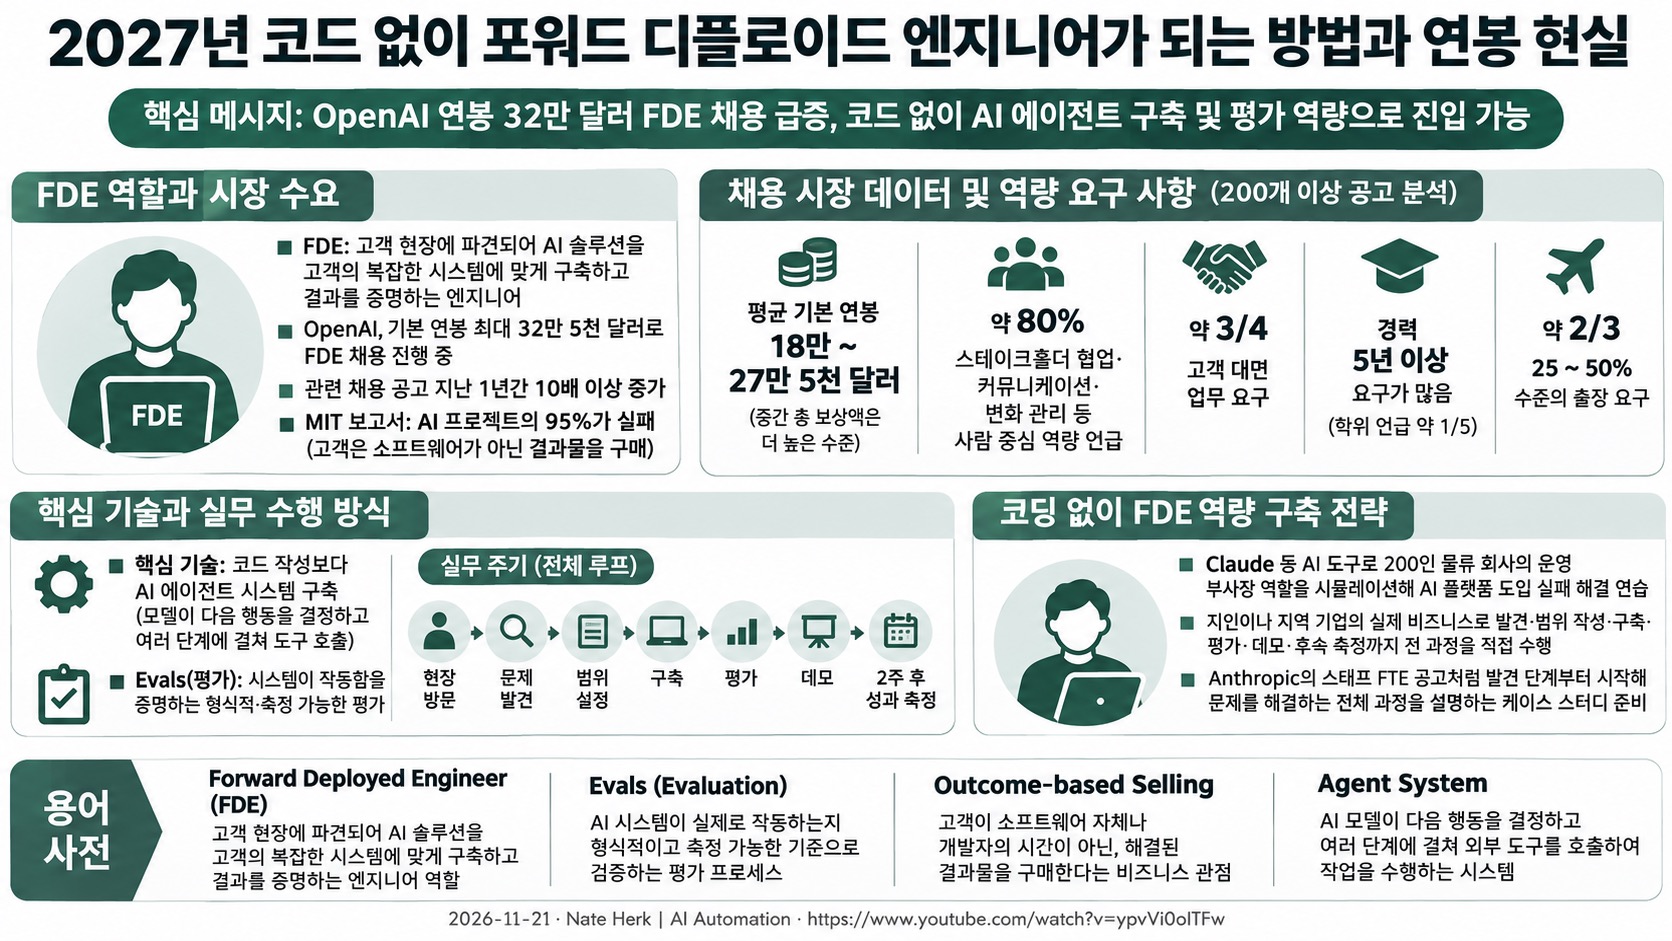 2027년 코드 없이 포워드 디플로이드 엔지니어가 되는 방법과 연봉 현실
핵심 메시지: OpenAI 연봉 32만 달러 FDE 채용 급증, 코드 없이 AI 에이전트 구축 및 평가 역량으로 진입 가능
FDE 역할과 시장 수요
FDE
■ FDE: 고객 현장에 파견되어 AI 솔루션을
고객의 복잡한 시스템에 맞게 구축하고
결과를 증명하는 엔지니어
■ OpenAI, 기본 연봉 최대 32만 5천 달러로
FDE 채용 전행 중
■ 관련 채용 공고 지난 1년간 10배 이상 중가
■ MIT 보고서: AI 프로젝트의 95%가 실패
(고객은 소프트웨어가 아닌 결과물을 구매)
채용 시장 데이터 및 역량 요구 사항 (200개 이상 공고 분석)
평균 기본 연봉
18만 ~
27만 5천 달러
(중간 총 보상액은
더 높은 수준)
약 80%
스테이크홀더 협업·
커뮤니케이션·
변화 관리 등
사람 중심 역량 언급
약 3/4
고객 대면
업무 요구
경력
5년 이상
요구가 많음
(학위 언급 약 1/5)
약 2/3
25 ~ 50%
수준의 출장 요구
핵심 기술과 실무 수행 방식
■ 핵심 기술: 코드 작성보다
AI 에이전트 시스템 구축
(모델이 다음 행동을 결정하고
여러 단계에 걸쳐 도구 호출)
■ Evals(평가): 시스템이 작동함을
증명하는 형식적·측정 가능한 평가
실무 주기 (전체 루프)
현장
방문
문제
발견
범위
설정
구축
평가
데모
2주 후
성과 측정
코딩 없이 FDE 역량 구축 전략
■ Claude 동 AI 도구로 200인 물류 회사의 운영
부사장 역할을 시뮬레이션해 AI 플랫폼 도입 실패 해결 연습
■ 지인이나 지역 기업의 실제 비즈니스로 발견·범위 작성·구축·
평가·데모·후속 측정까지 전 과정을 직접 수행
■ Anthropic의 스태프 FTE 공고처럼 발견 단계부터 시작해
문제를 해결하는 전체 과정을 설명하는 케이스 스터디 준비
용어
사전
Forward Deployed Engineer
(FDE)
고객 현장에 파견되어 AI 솔루션을
고객의 복잡한 시스템에 맞게 구축하고
결과를 증명하는 엔지니어 역할
Evals (Evaluation)
AI 시스템이 실제로 작동하는지
형식적이고 측정 가능한 기준으로
검증하는 평가 프로세스
Outcome-based Selling
고객이 소프트웨어 자체나
개발자의 시간이 아닌, 해결된
결과물을 구매한다는 비즈니스 관점
Agent System
AI 모델이 다음 행동을 결정하고
여러 단계에 걸쳐 외부 도구를 호출하여
작업을 수행하는 시스템
2026-11-21 · Nate Herk | AI Automation · https://www.youtube.com/watch?v=ypvVi0olTFw